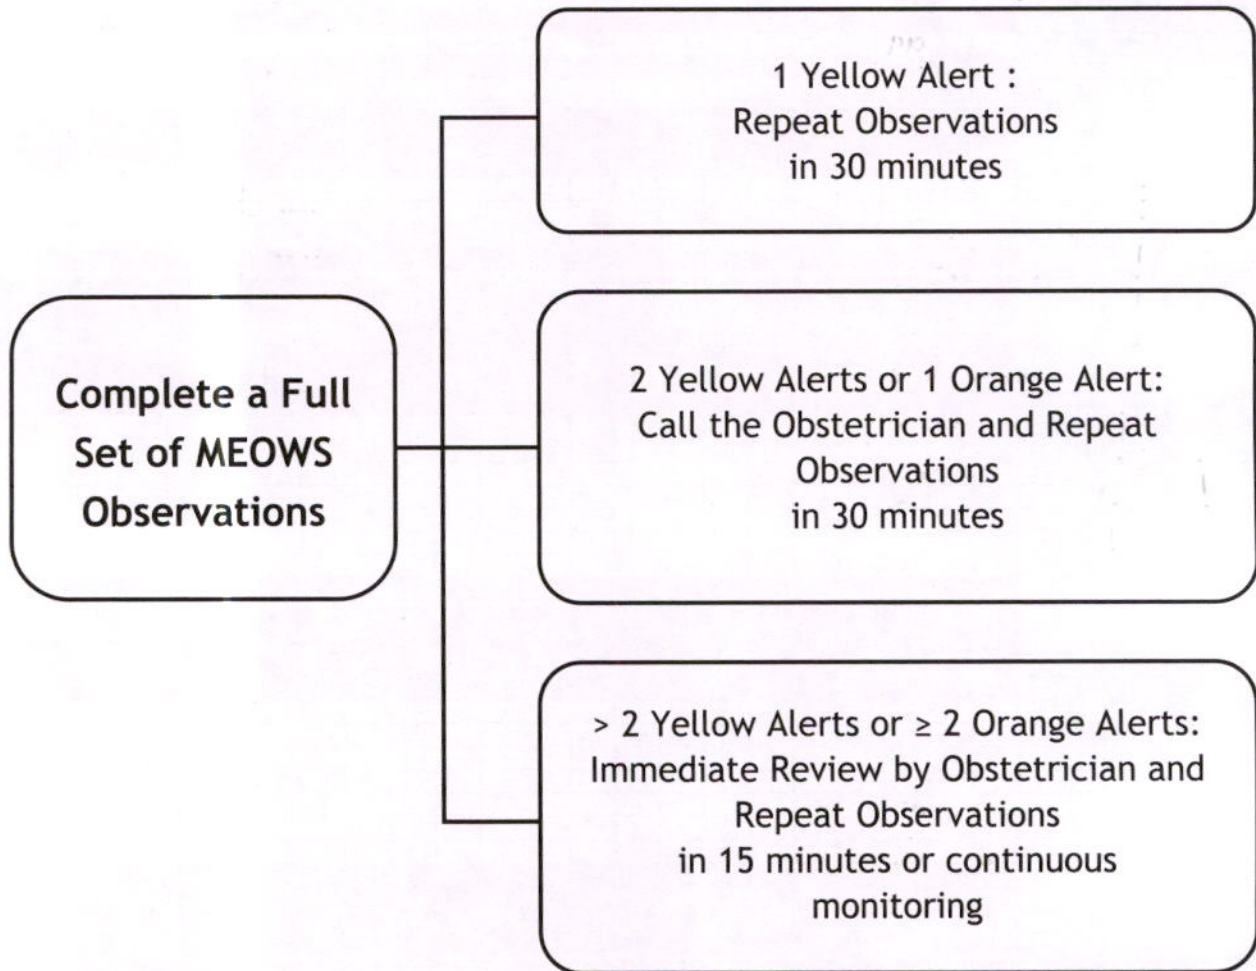 1 Yellow Alert :
Repeat Observations
in 30 minutes
Complete a Full
Set of MEOWS
Observations
2 Yellow Alerts or 1 Orange Alert:
Call the Obstetrician and Repeat
Observations
in 30 minutes
> 2 Yellow Alerts or ≥ 2 Orange Alerts:
Immediate Review by Obstetrician and
Repeat Observations
in 15 minutes or continuous
monitoring